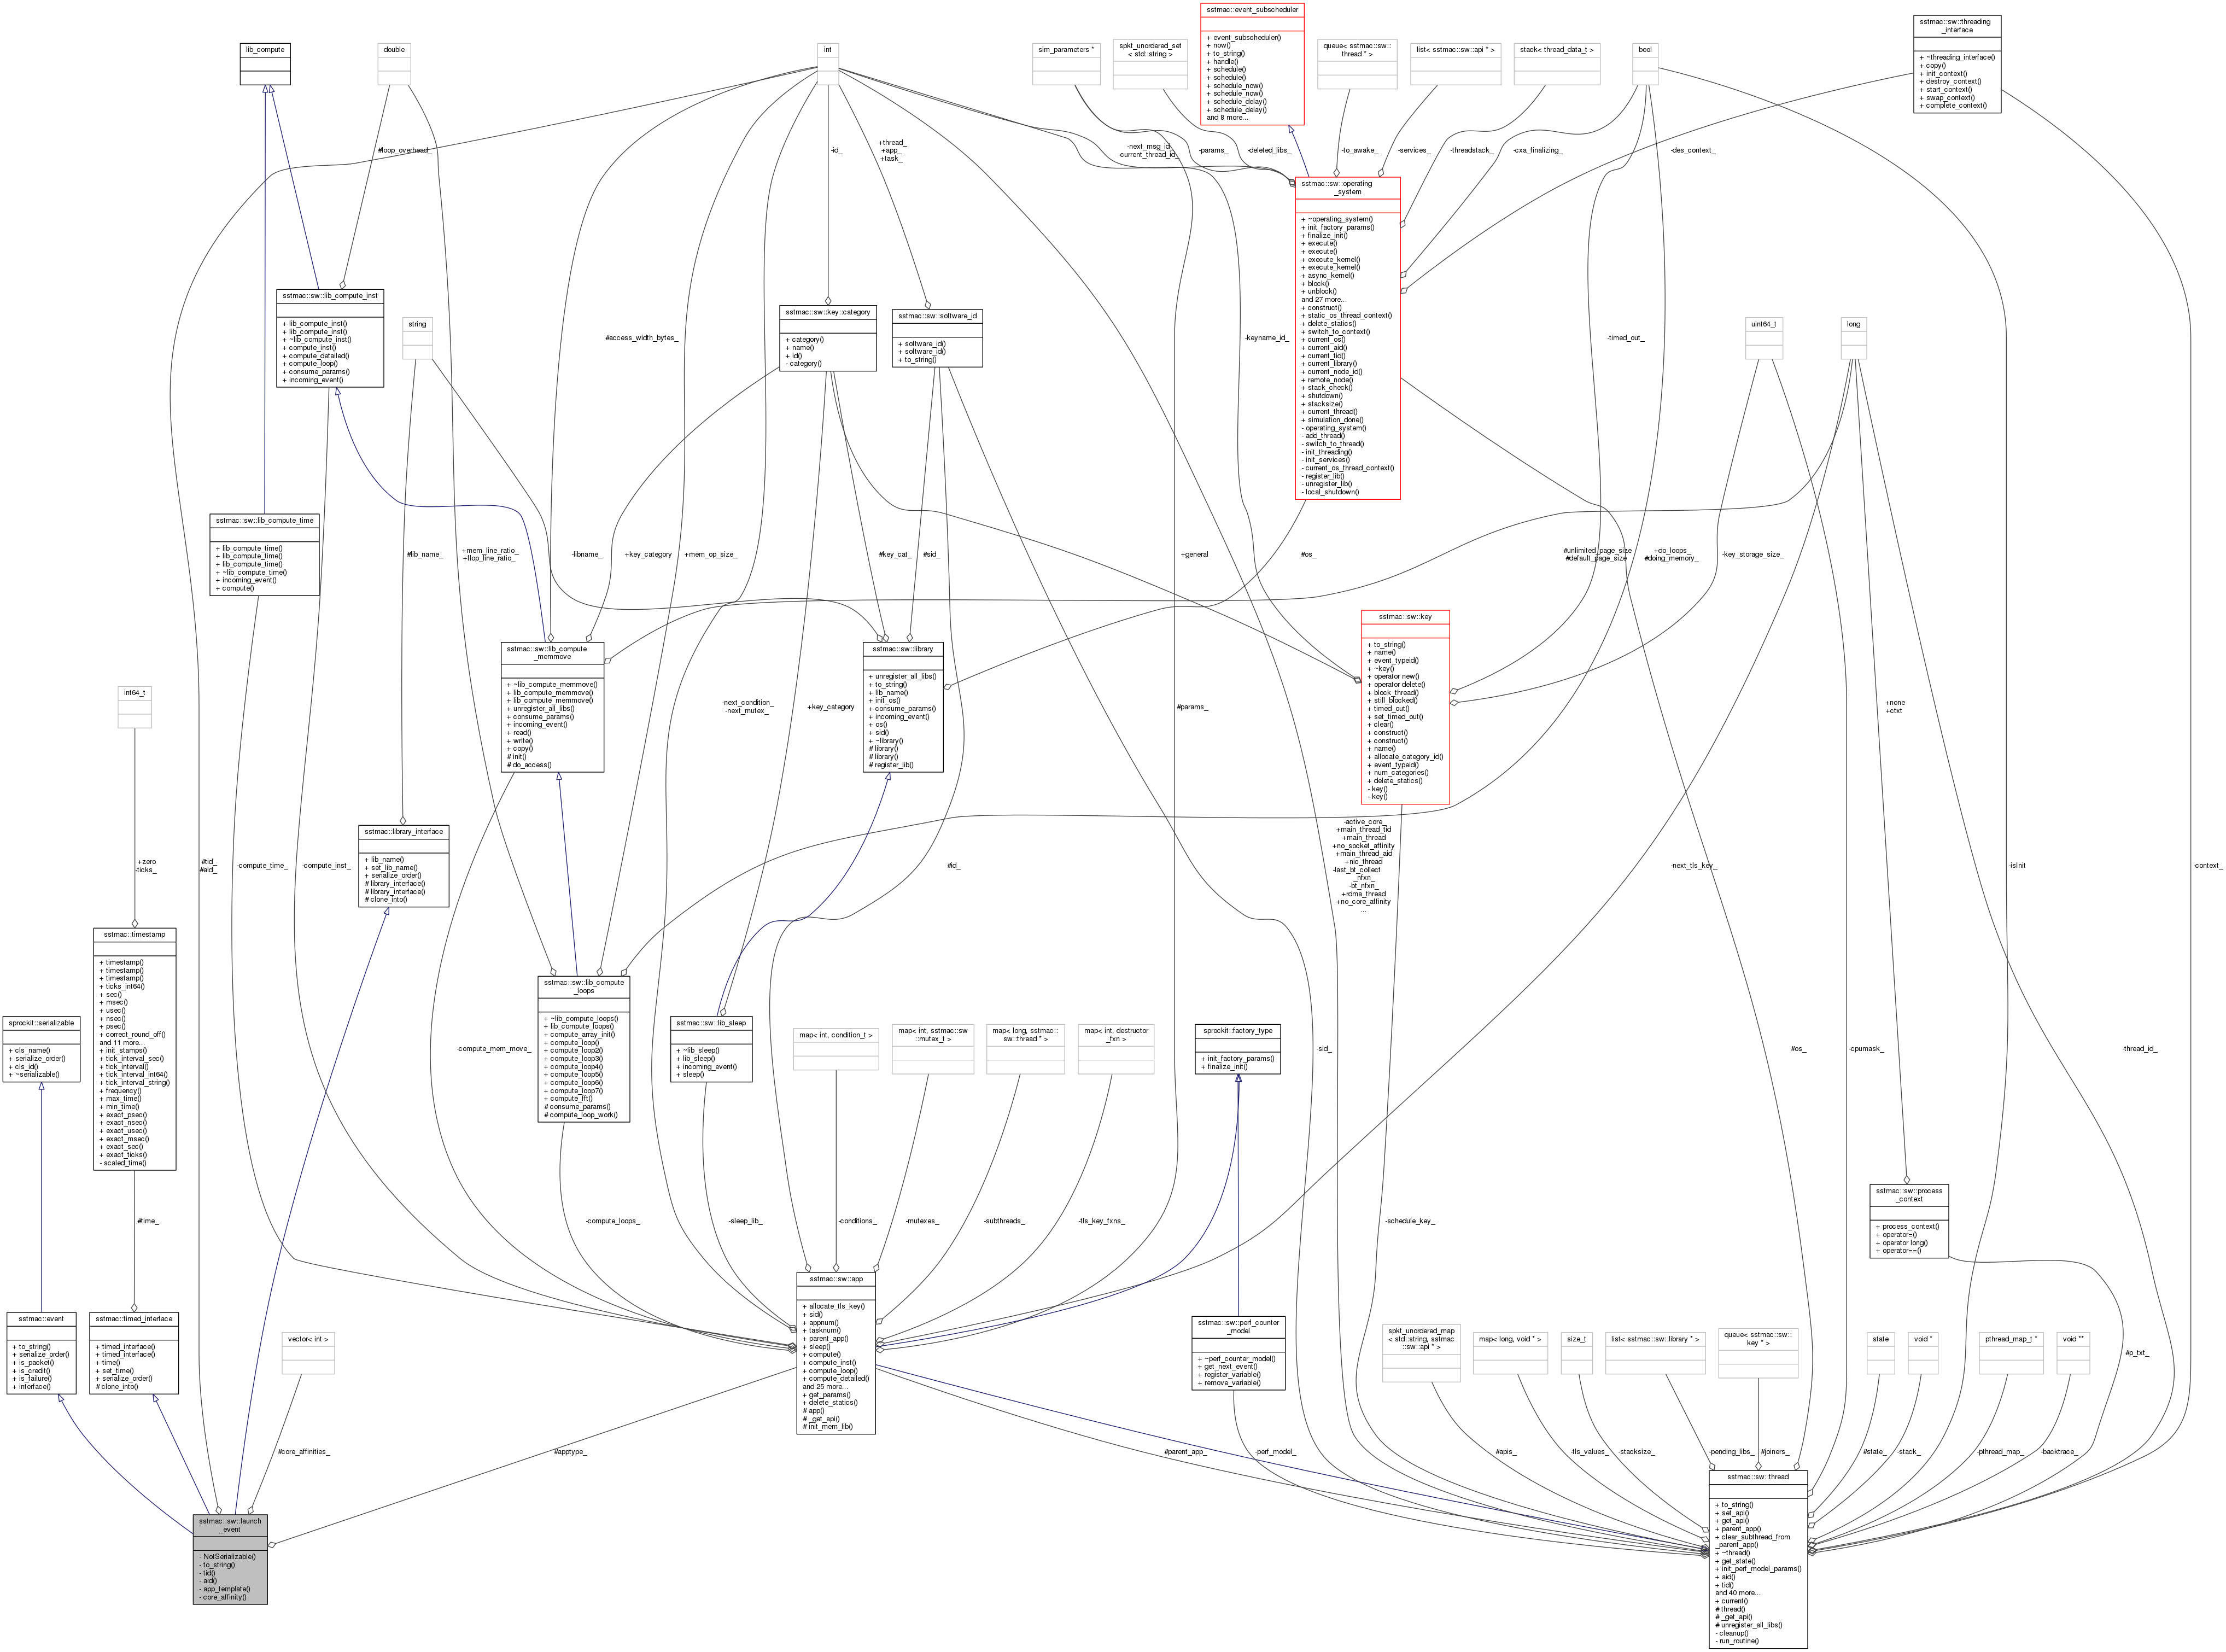 sstmac::event_subscheduler
+ event_subscheduler()
+ now()
+ to_string()
+ handle()
+ schedule()
+ schedule()
+ schedule_now()
+ schedule_now()
+ schedule_delay()
+ schedule_delay()
and 8 more...
sstmac::sw::threading
_interface
+ ~threading_interface()
+ copy()
+ init_context()
+ destroy_context()
+ start_context()
+ swap_context()
+ complete_context()
lib_compute
double
int
sim_parameters *
spkt_unordered_set
< std::string >
queue< sstmac::sw::
thread * >
list< sstmac::sw::api * >
stack< thread_data_t >
bool
#loop_overhead_
-id_
+thread_
+app_
+task_
-next_msg_id_
-current_thread_id_
-params_
-deleted_libs_
-to_awake_
-services_
-threadstack_
-cxa_finalizing_
-des_context_
sstmac::sw::operating
_system
+ ~operating_system()
+ init_factory_params()
+ finalize_init()
+ execute()
+ execute()
+ execute_kernel()
+ execute_kernel()
+ async_kernel()
+ block()
+ unblock()
and 27 more...
+ construct()
+ static_os_thread_context()
+ delete_statics()
+ switch_to_context()
+ current_os()
+ current_aid()
+ current_tid()
+ current_library()
+ current_node_id()
+ remote_node()
+ stack_check()
+ shutdown()
+ stacksize()
+ current_thread()
+ simulation_done()
- operating_system()
- add_thread()
- switch_to_thread()
- init_threading()
- init_services()
- current_os_thread_context()
- register_lib()
- unregister_lib()
- local_shutdown()
sstmac::sw::lib_compute_inst
+ lib_compute_inst()
+ lib_compute_inst()
+ ~lib_compute_inst()
+ compute_inst()
+ compute_detailed()
+ compute_loop()
+ consume_params()
+ incoming_event()
string
#access_width_bytes_
sstmac::sw::key::category
+ category()
+ name()
+ id()
- category()
sstmac::sw::software_id
+ software_id()
+ software_id()
+ to_string()
-keyname_id_
-timed_out_
uint64_t
long
sstmac::sw::lib_compute_time
+ lib_compute_time()
+ lib_compute_time()
+ lib_compute_time()
+ ~lib_compute_time()
+ incoming_event()
+ compute()
#lib_name_
+mem_line_ratio_
+flop_line_ratio_
-libname_
+key_category
+mem_op_size_
#key_cat_
#sid_
+general
#os_
#unlimited_page_size
#default_page_size
+do_loops_
#doing_memory_
-key_storage_size_
sstmac::sw::key
+ to_string()
+ name()
+ event_typeid()
+ ~key()
+ operator new()
+ operator delete()
+ block_thread()
+ still_blocked()
+ timed_out()
+ set_timed_out()
+ clear()
+ construct()
+ construct()
+ name()
+ allocate_category_id()
+ event_typeid()
+ num_categories()
+ delete_statics()
- key()
- key()
sstmac::sw::lib_compute
_memmove
+ ~lib_compute_memmove()
+ lib_compute_memmove()
+ lib_compute_memmove()
+ unregister_all_libs()
+ consume_params()
+ incoming_event()
+ read()
+ write()
+ copy()
# init()
# do_access()
sstmac::sw::library
+ unregister_all_libs()
+ to_string()
+ lib_name()
+ init_os()
+ consume_params()
+ incoming_event()
+ os()
+ sid()
+ ~library()
# library()
# library()
# register_lib()
int64_t
-next_condition_
-next_mutex_
+key_category
#params_
+none
+ctxt
sstmac::library_interface
+ lib_name()
+ set_lib_name()
+ serialize_order()
# library_interface()
# library_interface()
# clone_into()
+zero
-ticks_
#tid_
#aid_
-compute_time_
-compute_inst_
#id_
-active_core_
+main_thread_tid
+main_thread
+no_socket_affinity
+main_thread_aid
+nic_thread
-last_bt_collect
_nfxn_
-bt_nfxn_
+rdma_thread
+no_core_affinity
...
-next_tls_key_
-isInit
-context_
sstmac::timestamp
+ timestamp()
+ timestamp()
+ timestamp()
+ ticks_int64()
+ sec()
+ msec()
+ usec()
+ nsec()
+ psec()
+ correct_round_off()
and 11 more...
+ init_stamps()
+ tick_interval_sec()
+ tick_interval()
+ tick_interval_int64()
+ tick_interval_string()
+ frequency()
+ max_time()
+ min_time()
+ exact_psec()
+ exact_nsec()
+ exact_usec()
+ exact_msec()
+ exact_sec()
+ exact_ticks()
- scaled_time()
sprockit::serializable
+ cls_name()
+ serialize_order()
+ cls_id()
+ ~serializable()
-compute_mem_move_
sstmac::sw::lib_compute
_loops
+ ~lib_compute_loops()
+ lib_compute_loops()
+ compute_array_init()
+ compute_loop()
+ compute_loop2()
+ compute_loop3()
+ compute_loop4()
+ compute_loop5()
+ compute_loop6()
+ compute_loop7()
+ compute_fft()
# consume_params()
# compute_loop_work()
sstmac::sw::lib_sleep
+ ~lib_sleep()
+ lib_sleep()
+ incoming_event()
+ sleep()
map< int, condition_t >
map< int, sstmac::sw
::mutex_t >
map< long, sstmac::
sw::thread * >
map< int, destructor
_fxn >
sprockit::factory_type
+ init_factory_params()
+ finalize_init()
-sid_
#os_
-cpumask_
-thread_id_
#time_
-compute_loops_
-sleep_lib_
-conditions_
-mutexes_
-subthreads_
-tls_key_fxns_
-schedule_key_
sstmac::sw::process
_context
+ process_context()
+ operator=()
+ operator long()
+ operator==()
sstmac::event
+ to_string()
+ serialize_order()
+ is_packet()
+ is_credit()
+ is_failure()
+ interface()
sstmac::timed_interface
+ timed_interface()
+ timed_interface()
+ time()
+ set_time()
+ serialize_order()
# clone_into()
vector< int >
sstmac::sw::app
+ allocate_tls_key()
+ sid()
+ appnum()
+ tasknum()
+ parent_app()
+ sleep()
+ compute()
+ compute_inst()
+ compute_loop()
+ compute_detailed()
and 25 more...
+ get_params()
+ delete_statics()
# app()
# _get_api()
# init_mem_lib()
sstmac::sw::perf_counter
_model
+ ~perf_counter_model()
+ get_next_event()
+ register_variable()
+ remove_variable()
spkt_unordered_map
< std::string, sstmac
::sw::api * >
map< long, void * >
size_t
list< sstmac::sw::library * >
queue< sstmac::sw::
key * >
state
void *
pthread_map_t *
void **
#p_txt_
#core_affinities_
#apptype_
#parent_app_
-perf_model_
#apis_
-tls_values_
-stacksize_
-pending_libs_
#joiners_
#state_
-stack_
-pthread_map_
-backtrace_
sstmac::sw::launch
_event
- NotSerializable()
- to_string()
- tid()
- aid()
- app_template()
- core_affinity()
sstmac::sw::thread
+ to_string()
+ set_api()
+ get_api()
+ parent_app()
+ clear_subthread_from
_parent_app()
+ ~thread()
+ get_state()
+ init_perf_model_params()
+ aid()
+ tid()
and 40 more...
+ current()
# thread()
# _get_api()
# unregister_all_libs()
- cleanup()
- run_routine()